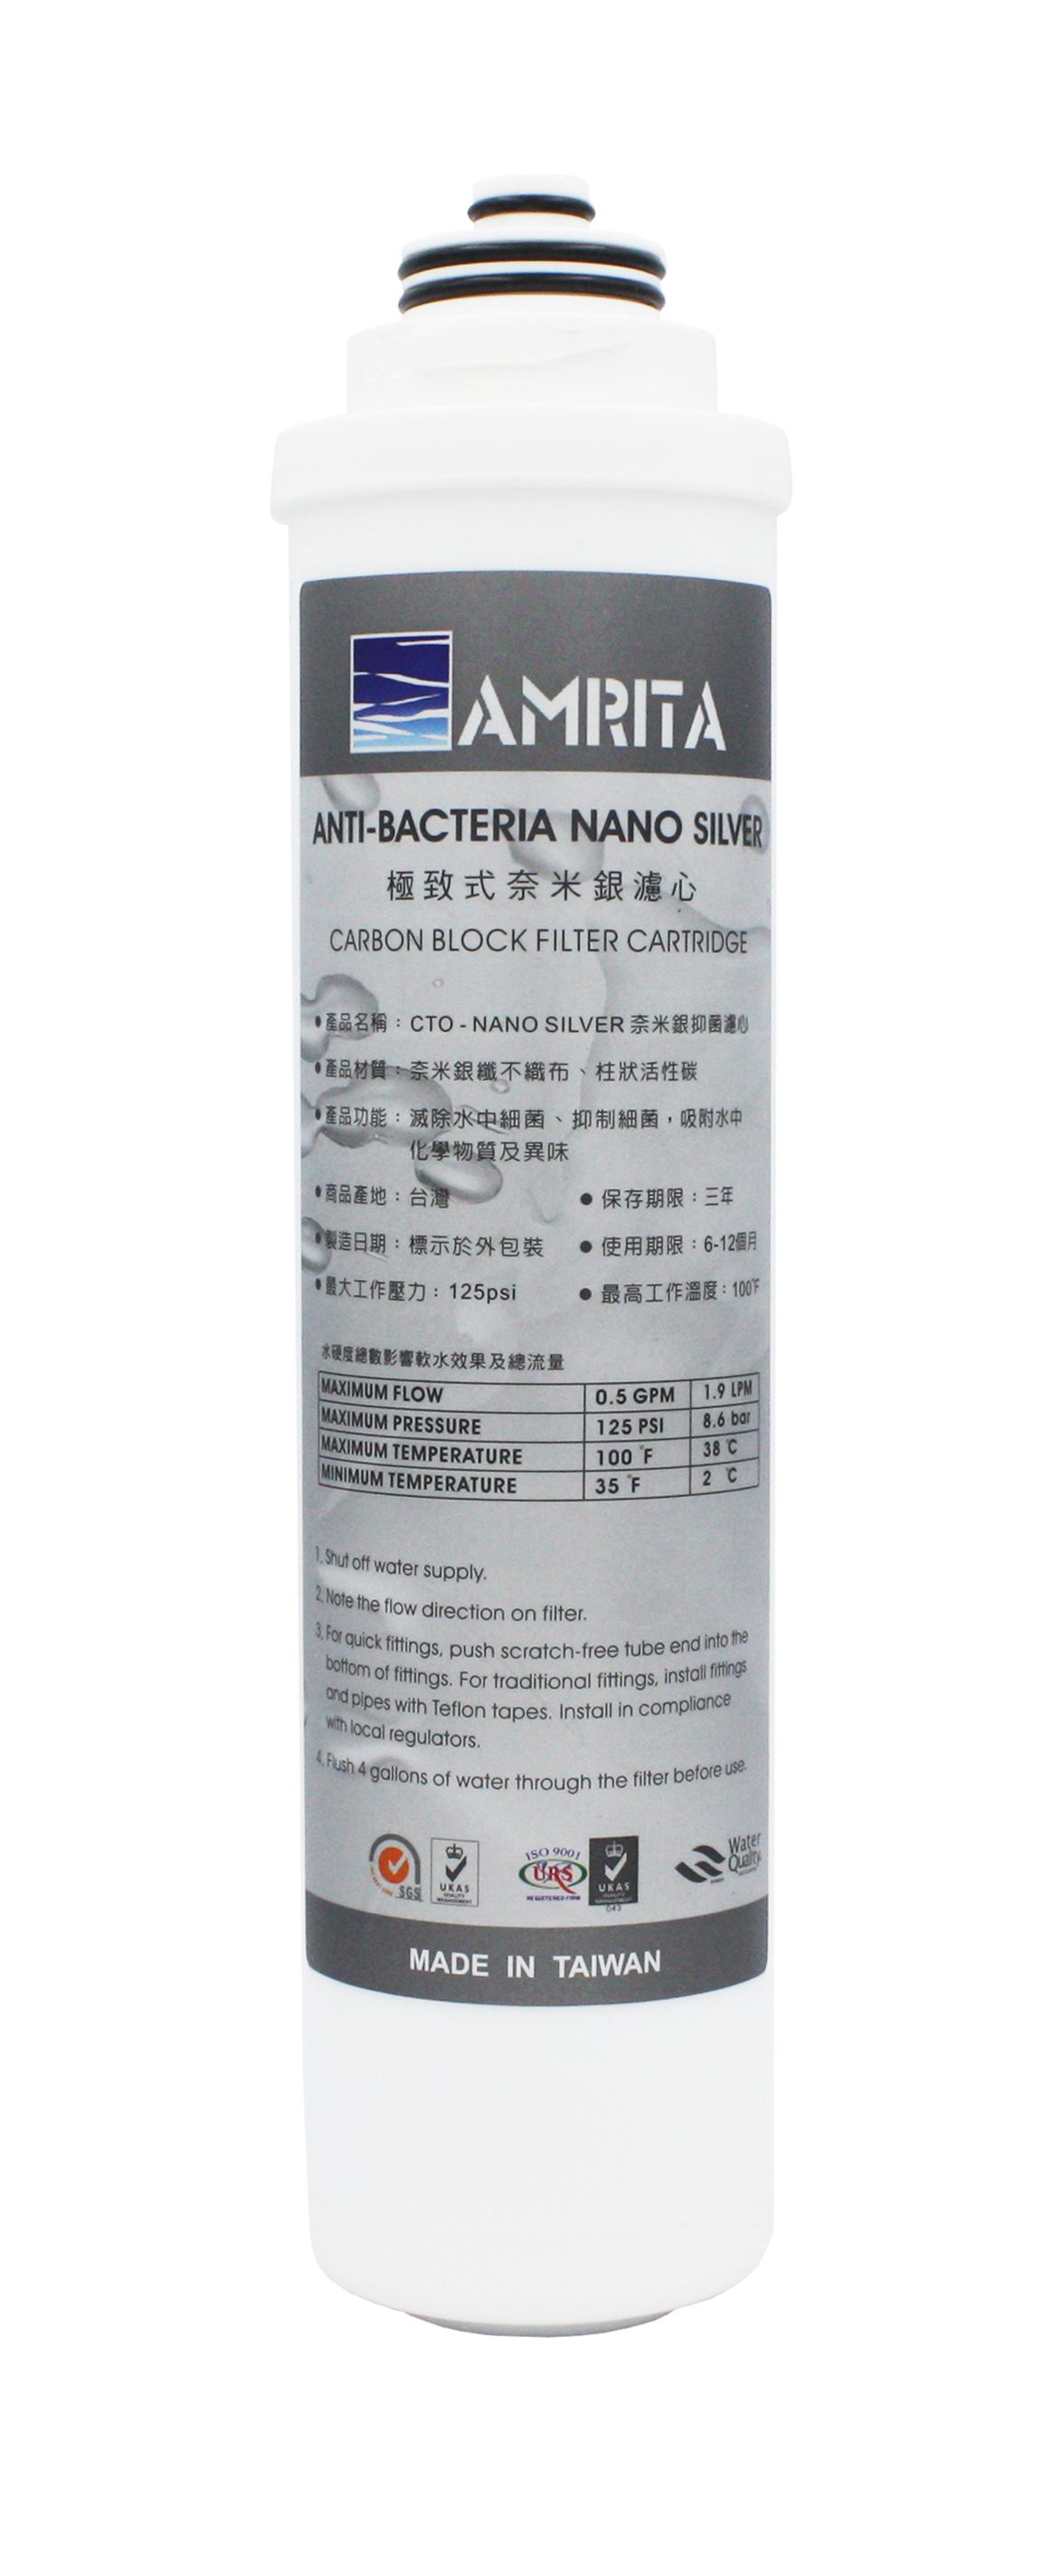 AMRITA
ANTI-BACTERIA NANO SILVER
極致式奈米銀濾心
CARBON BLOCK FILTER CARTRIDGE
•產品名稱：CTO - NANO SILVER 奈米銀抑菌濾心
•產品材質：奈米銀纖不織布、柱狀活性碳
•產品功能：滅除水中細菌、抑制細菌，吸附水中
化學物質及異味
•商品產地：台灣 ●保存期限：三年
•製造日期：標示於外包裝 ●使用期限：6-12個月
•最大工作壓力：125psi ●最高工作溫度：100°F
水硬度總數影響軟水效果及總流量
MAXIMUM FLOW 0.5 GPM 1.9 LPM
MAXIMUM PRESSURE 125 PSI 8.6 bar
MAXIMUM TEMPERATURE 100 °F 38 °C
MINIMUM TEMPERATURE 35 °F 2 °C
1. Shut off water supply.
2. Note the flow direction on filter.
3. For quick fittings, push scratch-free tube end into the
bottom of fittings. For traditional fittings, install fittings
and pipes with Teflon tapes. Install in compliance
with local regulators.
4. Flush 4 gallons of water through the filter before use.
SGS
UKAS
QUALITY
MANAGEMENT
ISO 9001
URS
REGISTERED FIRM
UKAS
QUALITY
MANAGEMENT
043
Water
Quality
MADE IN TAIWAN